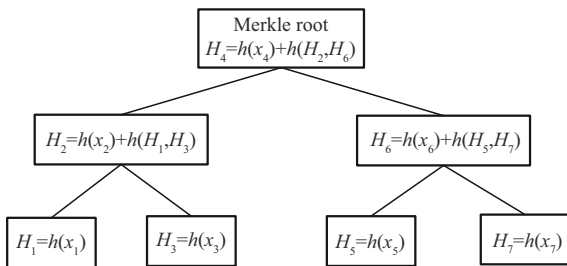 Merkle root
H₄=h(x₄)+h(H₂,H₆)
H₂=h(x₂)+h(H₁,H₃)
H₆=h(x₆)+h(H₅,H₇)
H₁=h(x₁)
H₃=h(x₃)
H₅=h(x₅)
H₇=h(x₇)